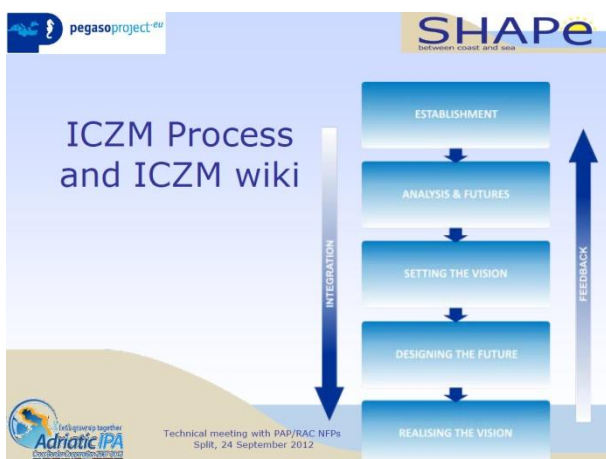 pegasoproject.eu
SHAPe
between coast and sea
ICZM Process
and ICZM wiki
ESTABLISHMENT
ANALYSIS & FUTURES
SETTING THE VISION
DESIGNING THE FUTURE
REALISING THE VISION
INTEGRATION
FEEDBACK
Adriatic IPA
Technical meeting with PAP/RAC NFPs
Split, 24 September 2012